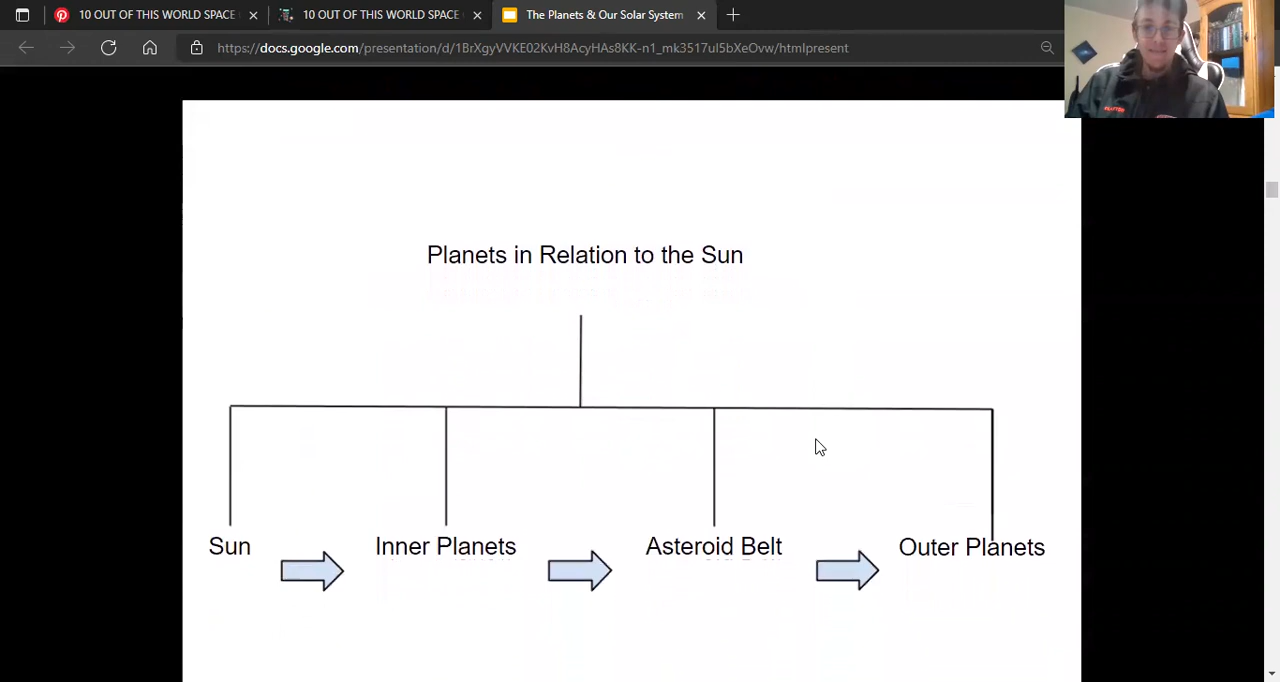 10 OUT OF THIS WORLD SPACE
10 OUT OF THIS WORLD SPACE
The Planets & Our Solar System
https://docs.google.com/presentation/d/1BrXgyVVKE02KvH8AcyHAs8KK-n1_mk3517ul5bXeOvw/htmlpresent
Planets in Relation to the Sun
Sun
Inner Planets
Asteroid Belt
Outer Planets